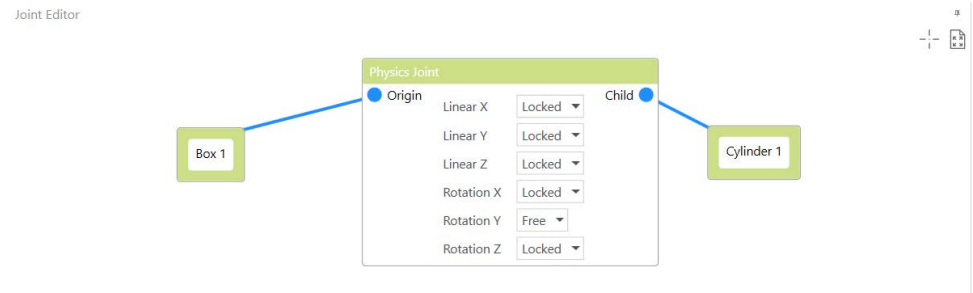 Joint Editor
Physics Joint
Origin
Child
Linear X Locked
Linear Y Locked
Linear Z Locked
Rotation X Locked
Rotation Y Free
Rotation Z Locked
Box 1
Cylinder 1